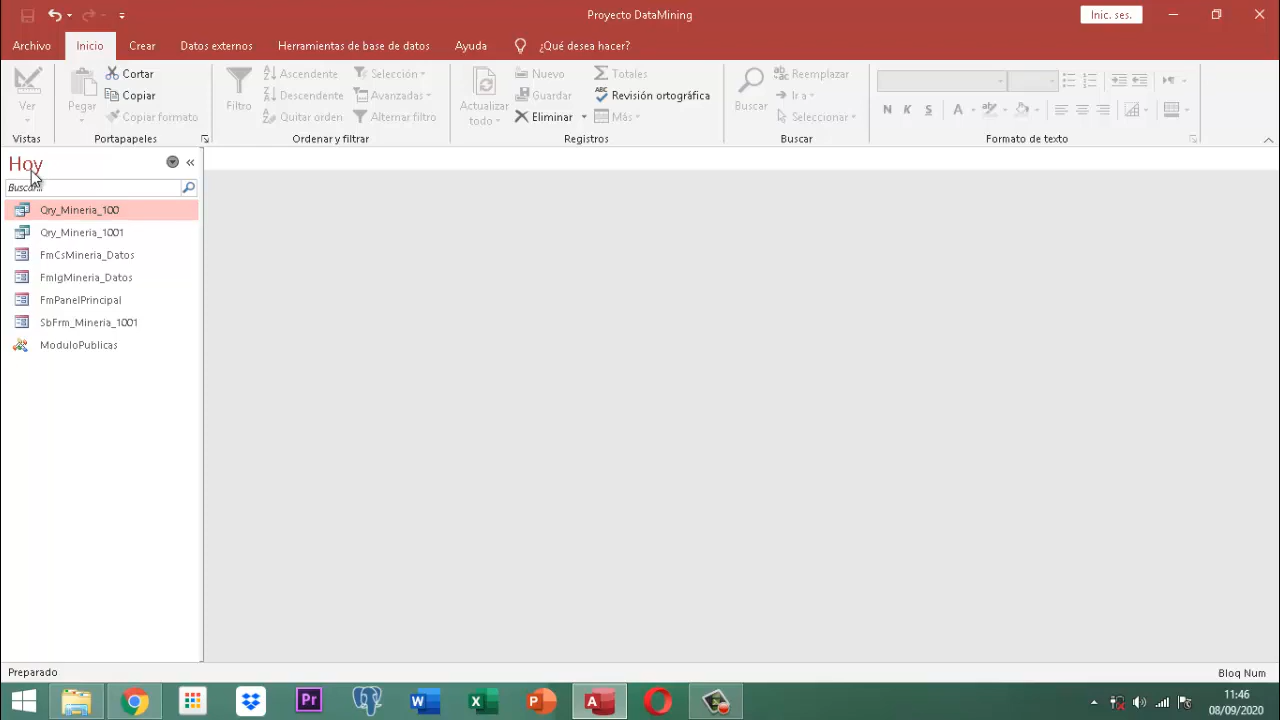 Proyecto DataMining
Inic. ses.
Archivo Inicio Crear Datos externos Herramientas de base de datos Ayuda ¿Qué desea hacer?
Ver
Vistas
Pegar
Cortar
Copiar
Copiar formato
Portapapeles
Filtro
Ascendente
Descendente
Quitar orden
Selección
Avanzadas
Alternar filtro
Ordenar y filtrar
Actualizar
todo
Nuevo
Guardar
Eliminar
Totales
Revisión ortográfica
Más
Registros
Buscar
Reemplazar
Ir a
Seleccionar
Buscar
N K S A
Formato de texto
Hoy
Buscar...
Qry_Mineria_100
Qry_Mineria_1001
FmCsMineria_Datos
FmIgMineria_Datos
FmPanelPrincipal
SbFrm_Mineria_1001
ModuloPublicas
Preparado
Bloq Num
Pr W X P A
11:46
08/09/2020